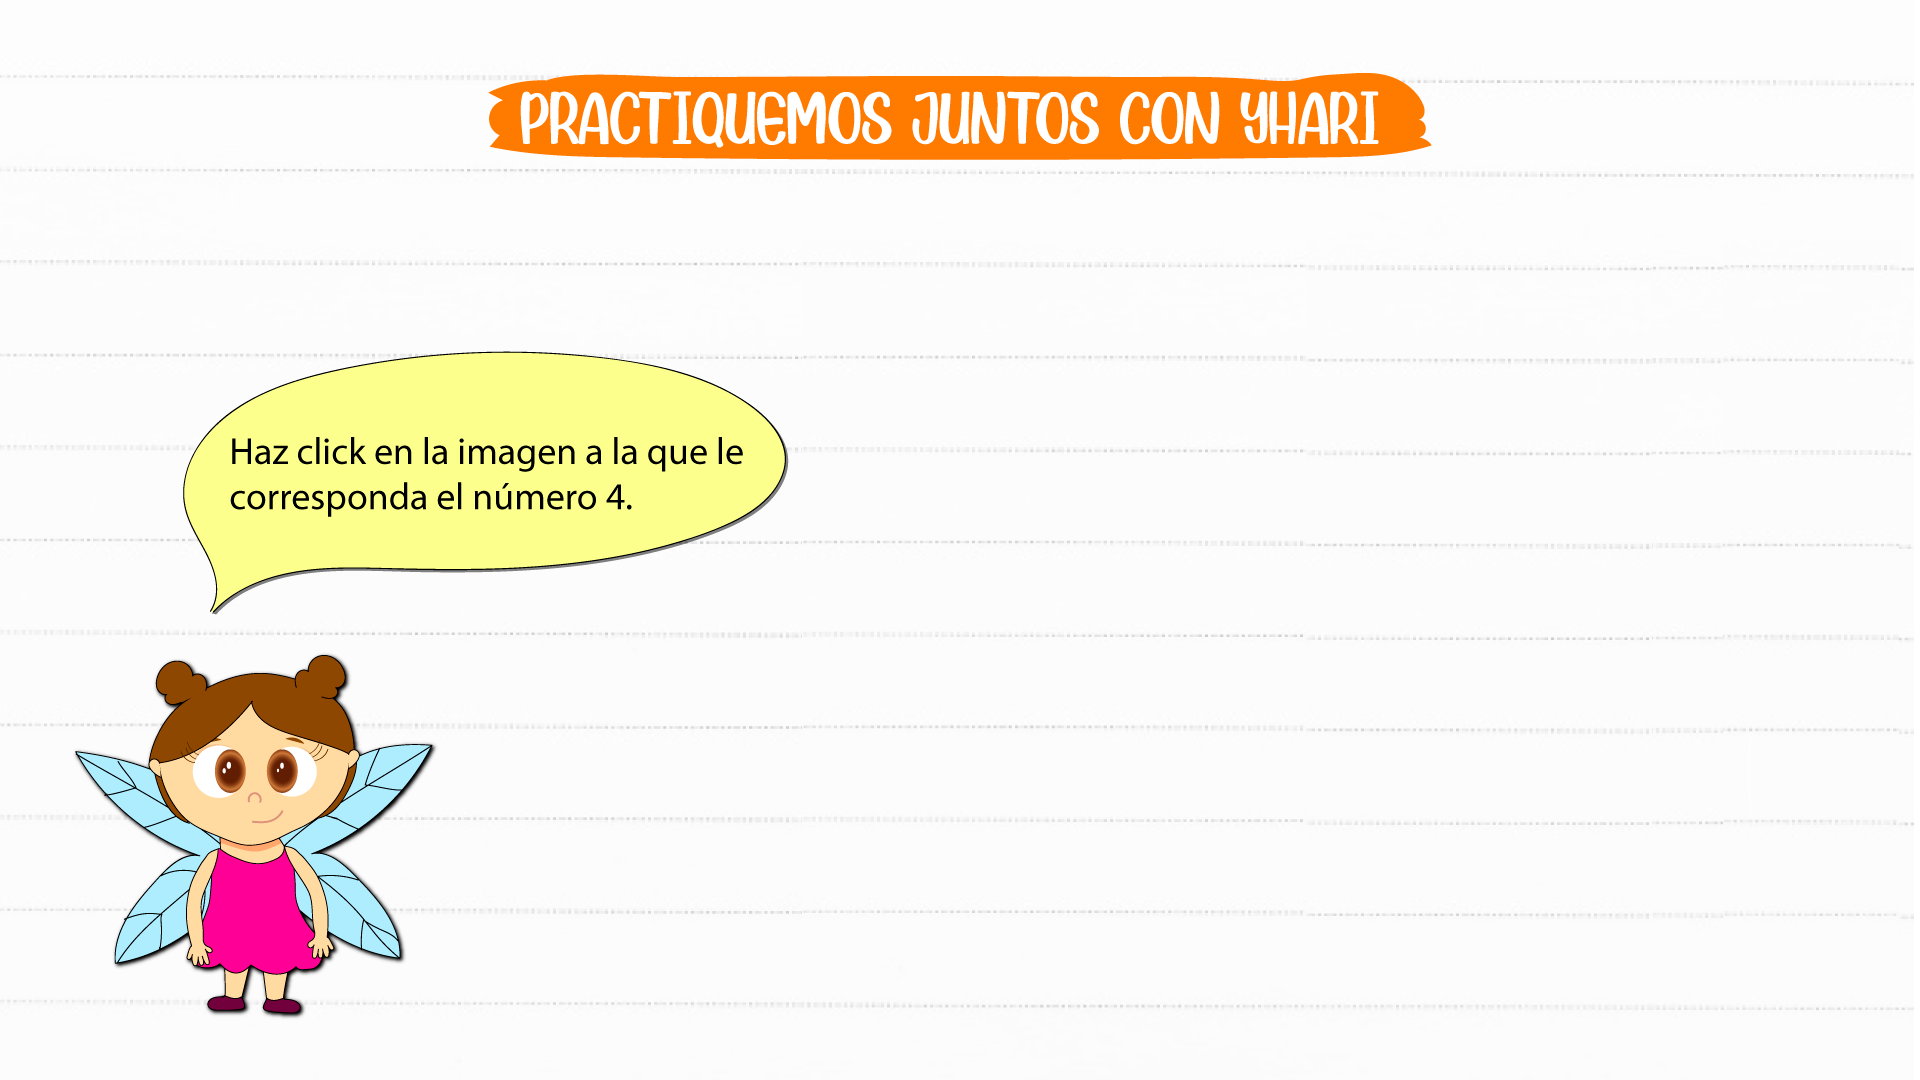 PRACTIQUEMOS JUNTOS CON YHARI
Haz click en la imagen a la que le
corresponda el número 4.